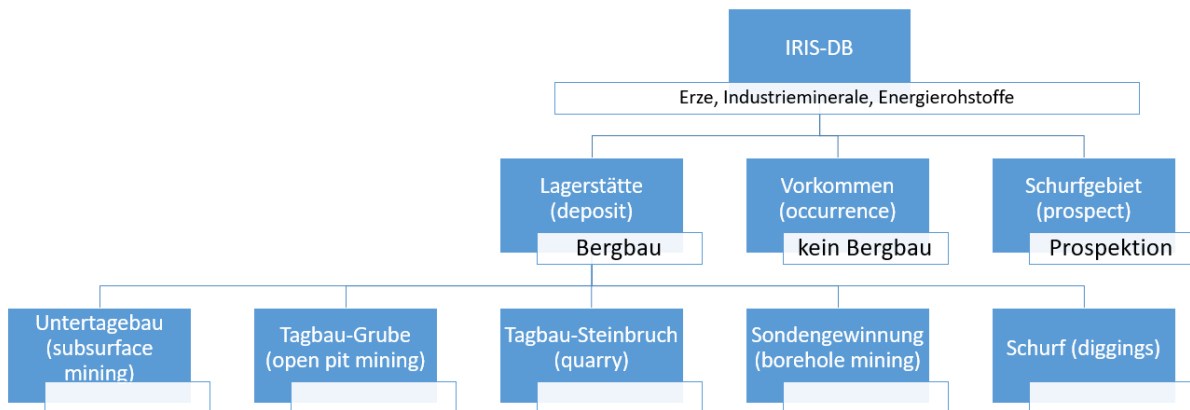 IRIS-DB
Erze, Industrieminerale, Energierohstoffe
Lagerstätte
(deposit)
Bergbau
Vorkommen
(occurrence)
kein Bergbau
Schurfgebiet
(prospect)
Prospektion
Untertagebau
(subsurface
mining)
Tagbau-Grube
(open pit mining)
Tagbau-Steinbruch
(quarry)
Sondengewinnung
(borehole mining)
Schurf (diggings)